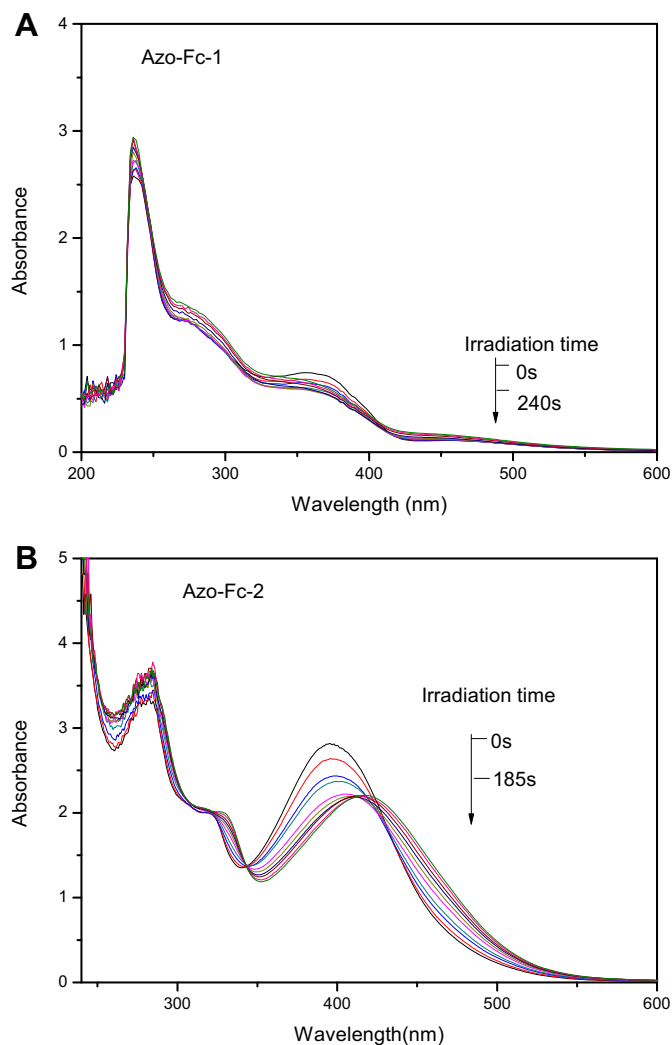 A
Azo-Fc-1
4
3
2
1
0
Absorbance
Irradiation time
0s
240s
200 300 400 500 600
Wavelength (nm)
B
Azo-Fc-2
5
4
3
2
1
0
Absorbance
Irradiation time
0s
185s
300 400 500 600
Wavelength(nm)